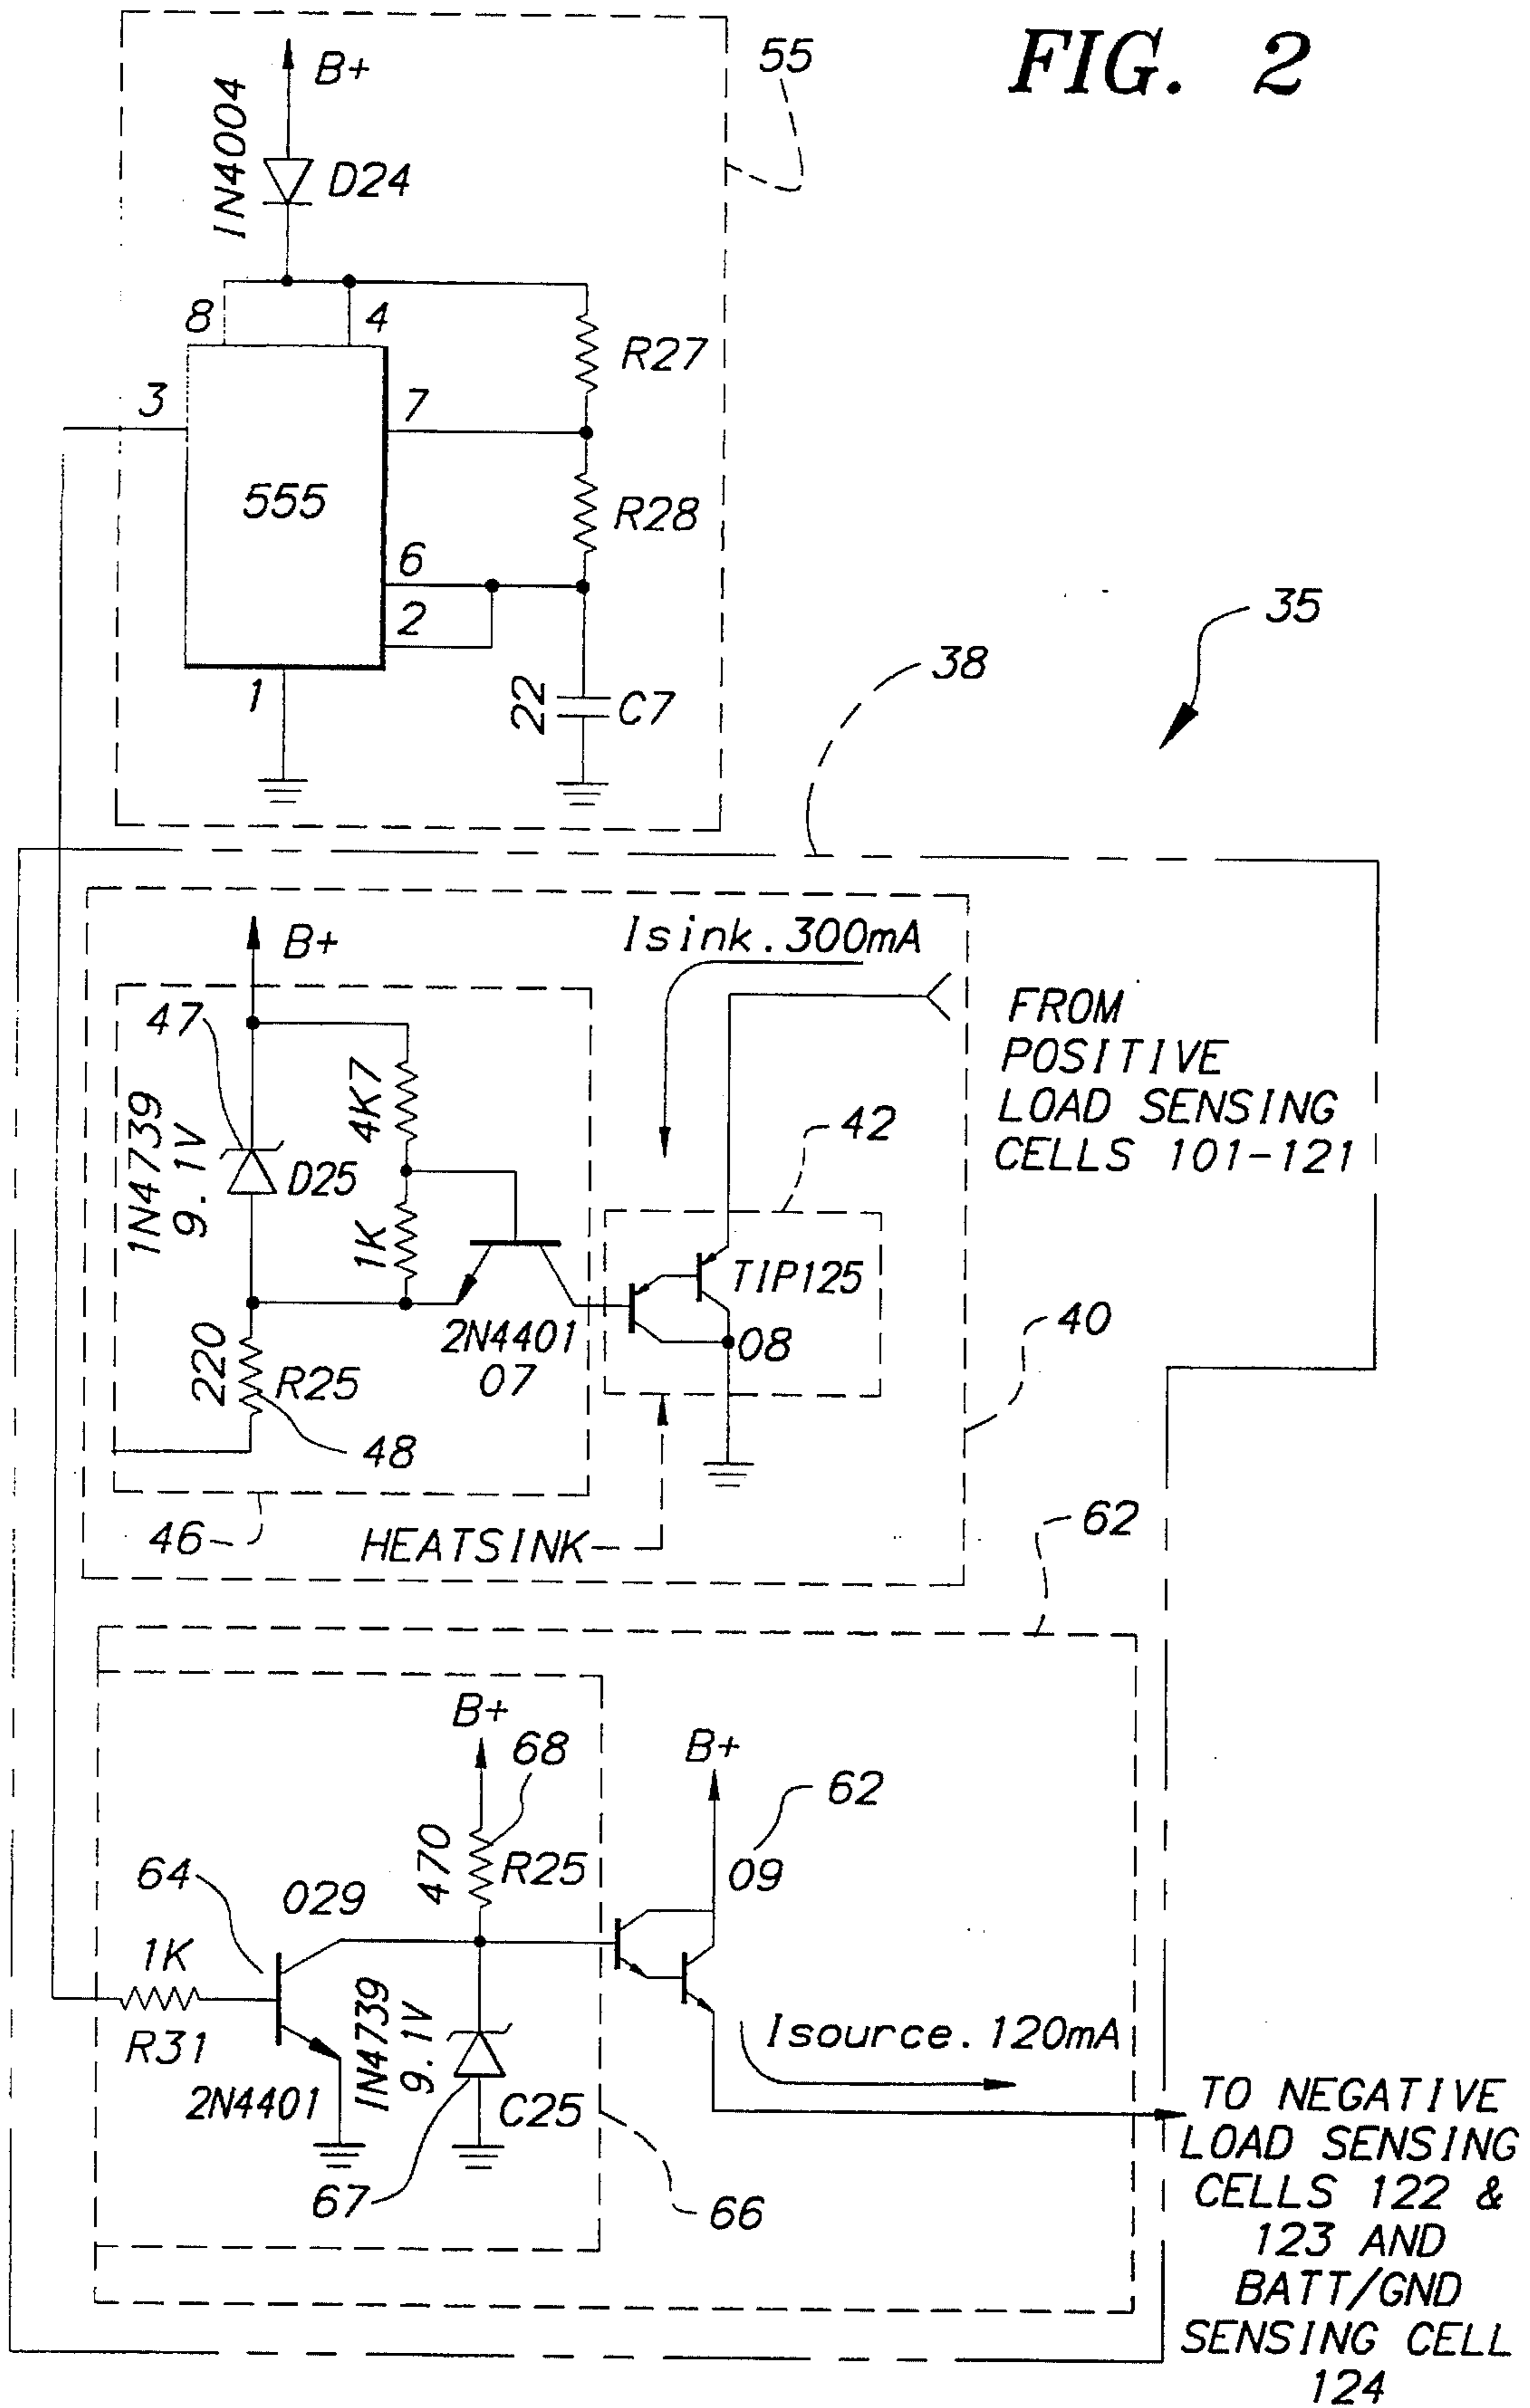 FIG. 2
55
B+
1N4004
D24
8
4
R27
3
7
555
R28
6
2
1
22
C7
35
38
B+
Isink.300mA
47
FROM
POSITIVE
LOAD SENSING
CELLS 101-121
1N4739
9.1V
4K7
D25
42
1K
TIP125
2N4401
07
08
40
220
R25
48
46
HEATSINK
62
B+
68
B+
62
470
R25
09
64
029
1K
R31
2N4401
1N4739
9.1V
C25
Isource.120mA
67
66
TO NEGATIVE
LOAD SENSING
CELLS 122 &
123 AND
BATT/GND
SENSING CELL
124